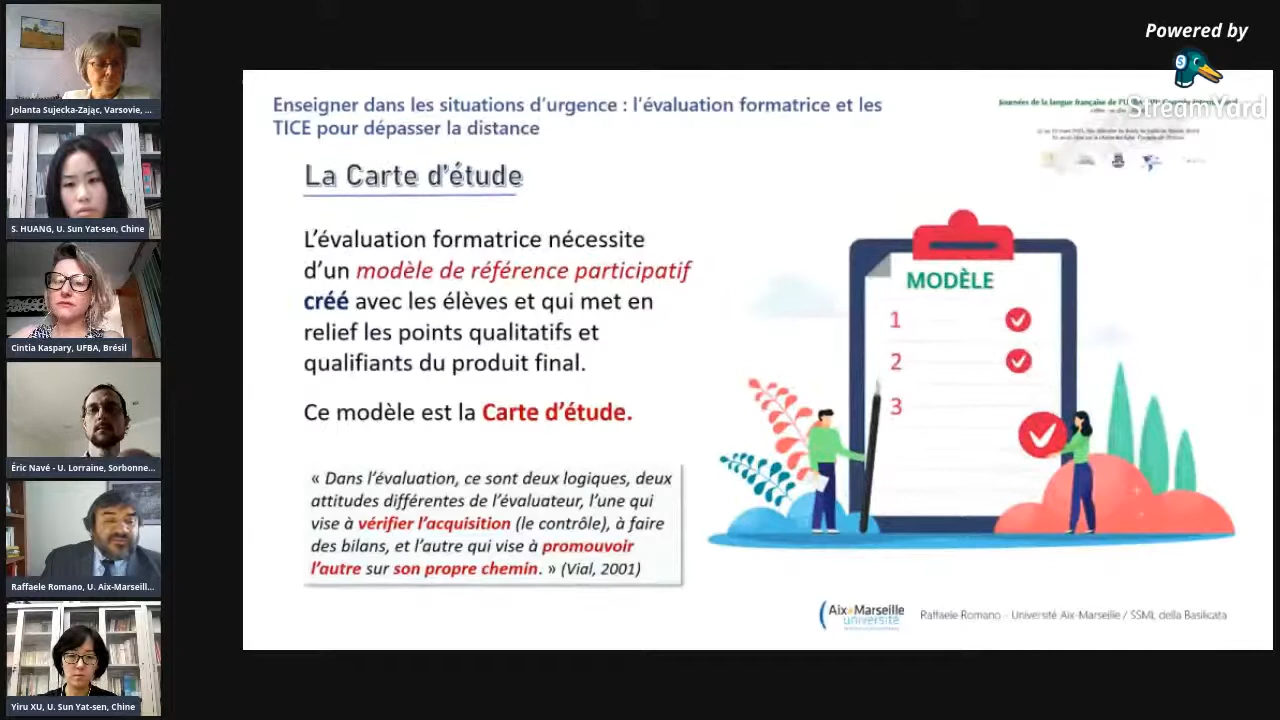 Powered by
StreamYard
Jolanta Sujecka-Zając, Varsovie, ...
S. HUANG, U. Sun Yat-sen, Chine
Cintia Kaspary, UFBA, Brésil
Éric Navé - U. Lorraine, Sorbonne...
Raffaele Romano, U. Aix-Marseill...
Yiru XU, U. Sun Yat-sen, Chine
Enseigner dans les situations d'urgence : l'évaluation formatrice et les
TICE pour dépasser la distance
Journées de la langue française de
La Carte d'étude
L'évaluation formatrice nécessite
d'un modèle de référence participatif
créé avec les élèves et qui met en
relief les points qualitatifs et
qualifiants du produit final.
Ce modèle est la Carte d'étude.
« Dans l'évaluation, ce sont deux logiques, deux
attitudes différentes de l'évaluateur, l'une qui
vise à vérifier l'acquisition (le contrôle), à faire
des bilans, et l'autre qui vise à promouvoir
l'autre sur son propre chemin. » (Vial, 2001)
MODÈLE
1
2
3
Aix*Marseille
université
Raffaele Romano - Université Aix-Marseille / SSML della Basilicata